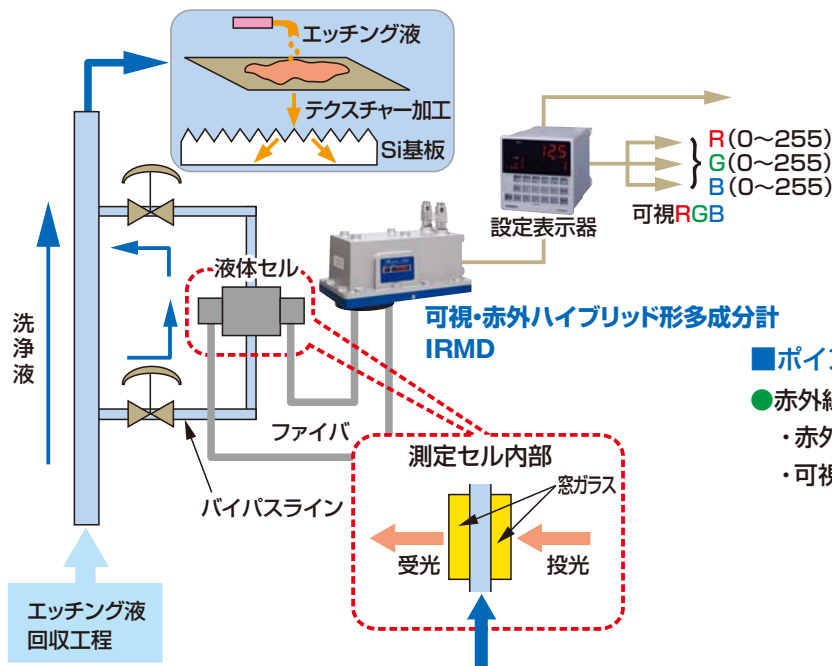 エッチング液
テクスチャー加工
Si基板
R(0〜255)
G(0〜255)
B(0〜255)
可視RGB
設定表示器
液体セル
可視・赤外ハイブリッド形多成分計
IRMD
洗浄液
ファイバ
バイパスライン
測定セル内部
窓ガラス
受光
投光
エッチング液
回収工程
■ポイン
●赤外線
・赤外
・可視